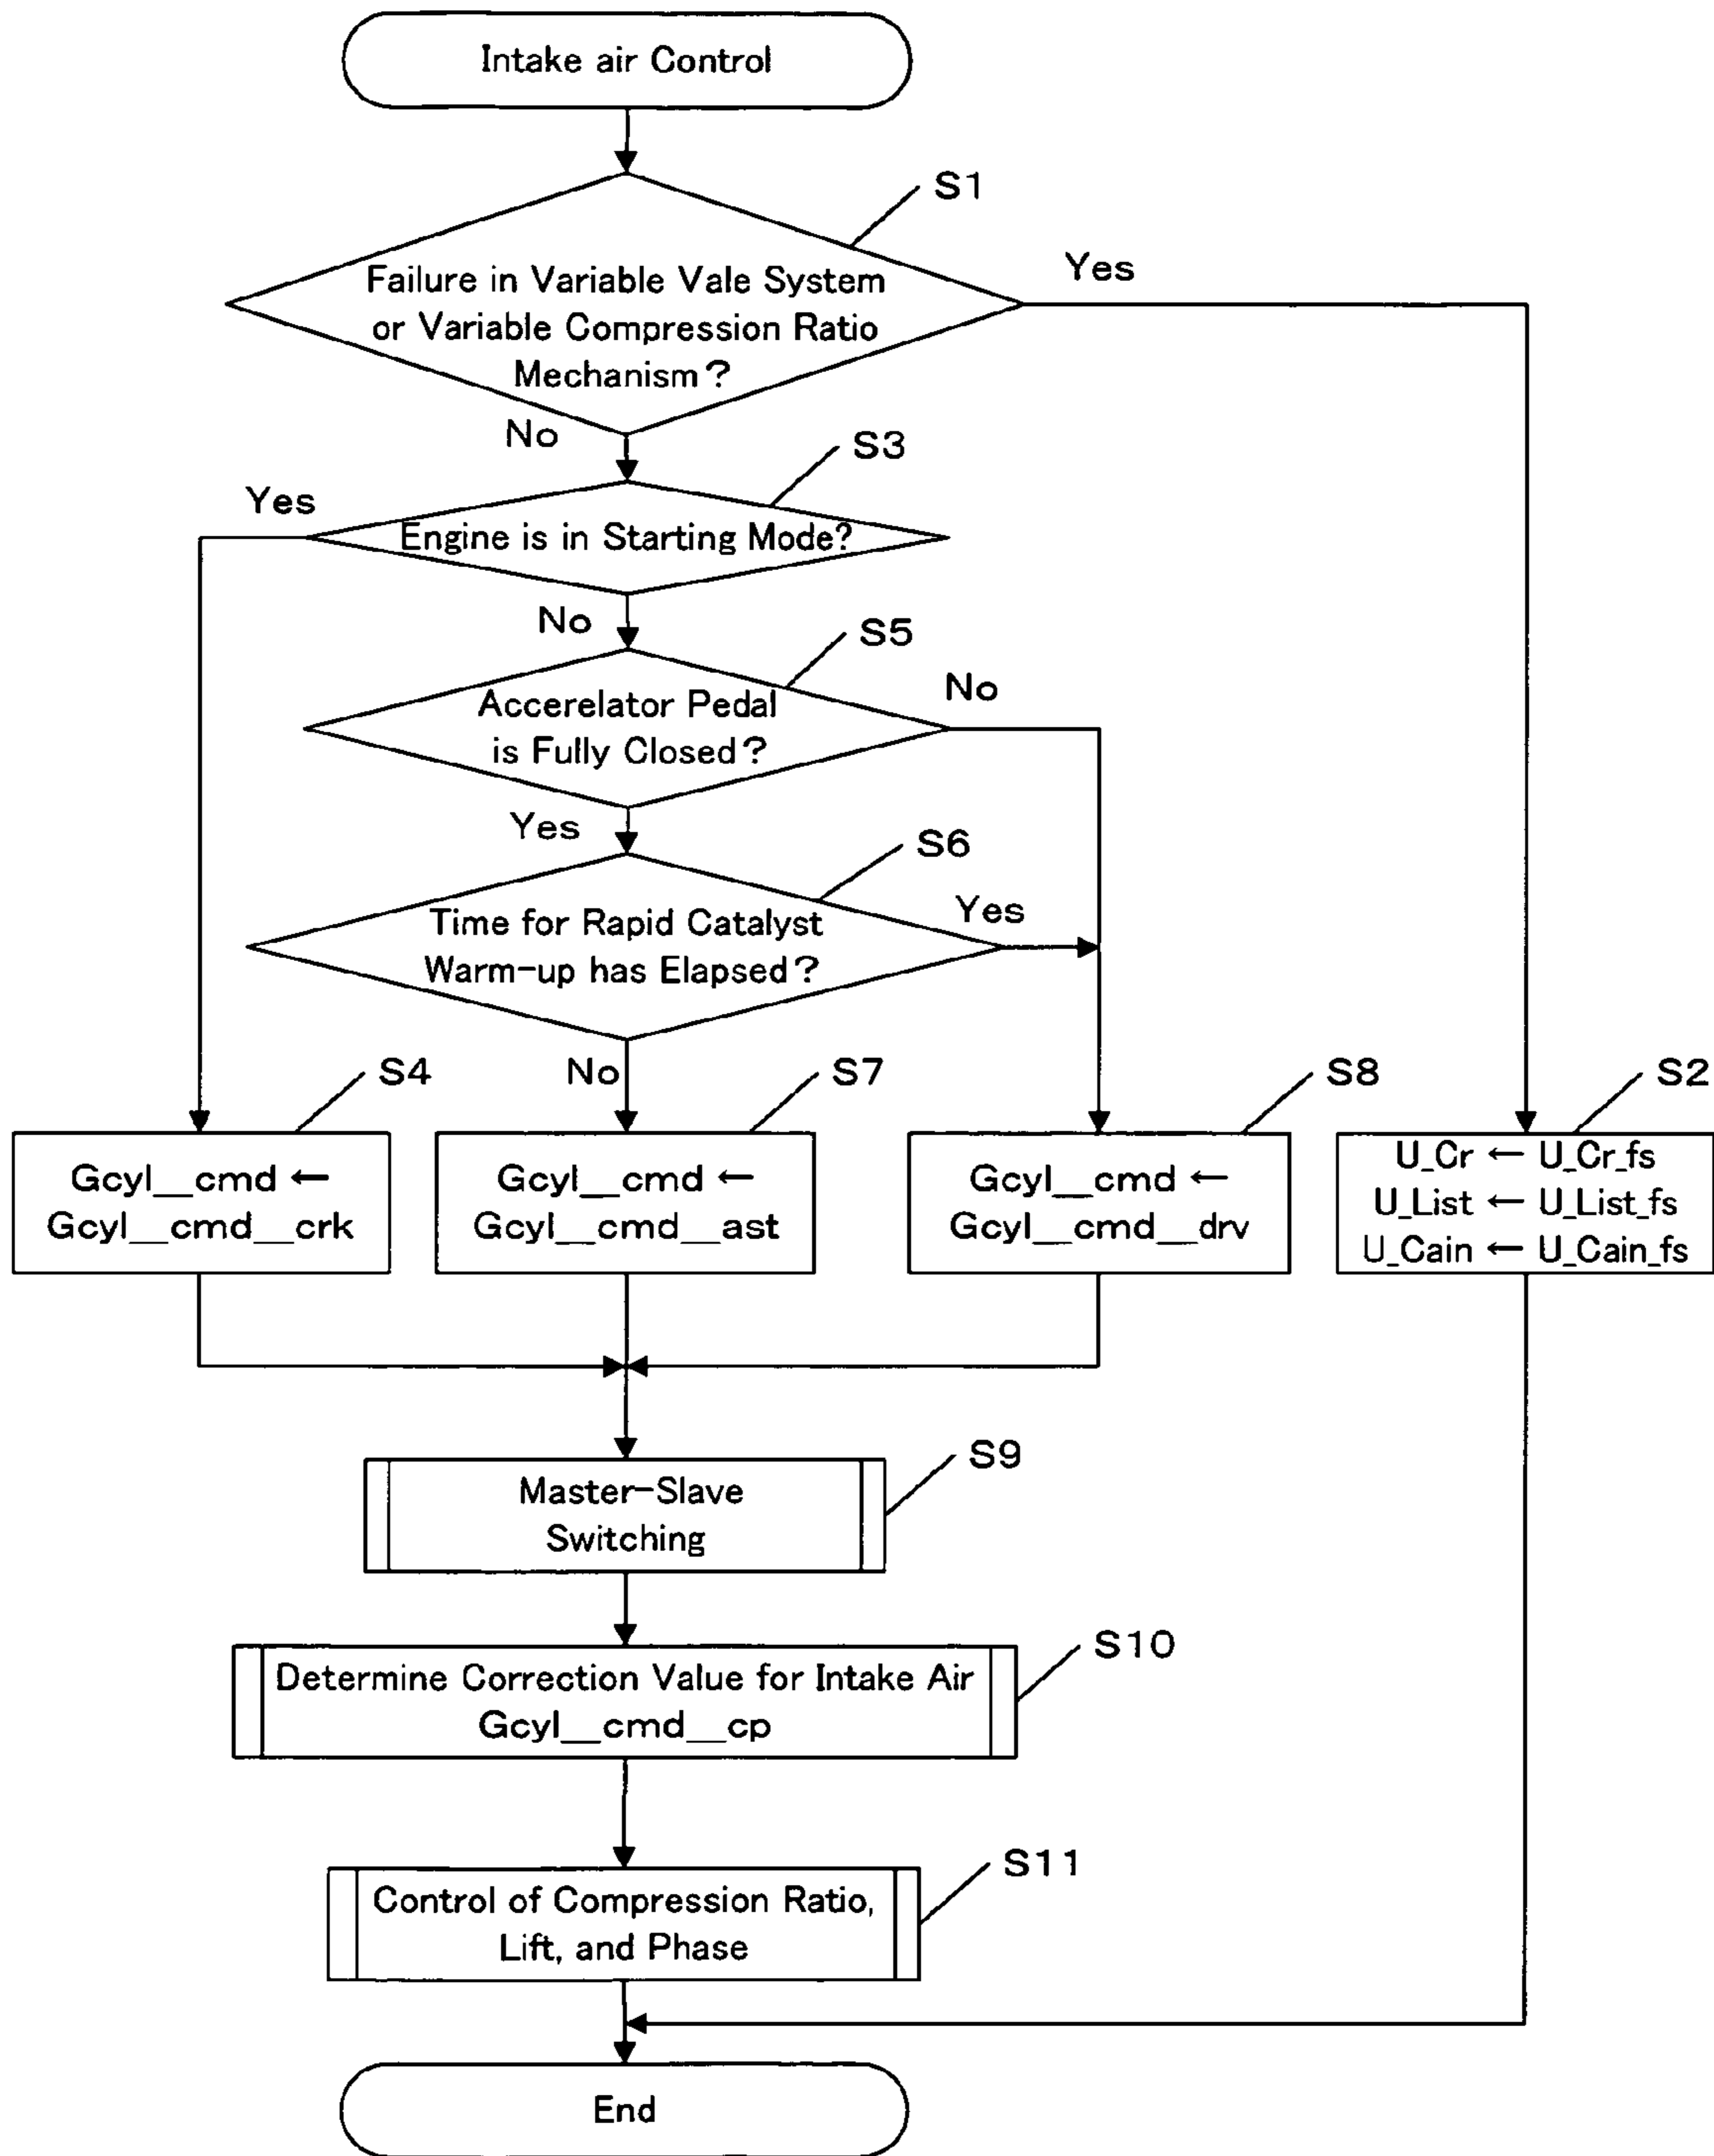 Intake air Control
S1
Failure in Variable Vale System
or Variable Compression Ratio
Mechanism?
Yes
No
S3
Yes
Engine is in Starting Mode?
No
S5
Accerelator Pedal
is Fully Closed?
No
Yes
S6
Time for Rapid Catalyst
Warm-up has Elapsed?
Yes
No
S4
Gcyl__cmd ←
Gcyl__cmd__crk
S7
Gcyl__cmd ←
Gcyl__cmd__ast
S8
Gcyl__cmd ←
Gcyl__cmd__drv
S2
U_Cr ← U_Cr_fs
U_List ← U_List_fs
U_Cain ← U_Cain_fs
S9
Master-Slave
Switching
S10
Determine Correction Value for Intake Air
Gcyl__cmd__cp
S11
Control of Compression Ratio,
Lift, and Phase
End